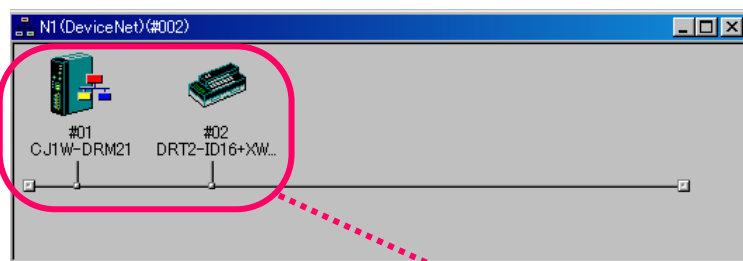 N1(DeviceNet)(#002)
#01
CJ1W-DRM21
#02
DRT2-ID16+XW...